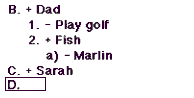 B. + Dad
1. - Play golf
2. + Fish
a) - Marlin
C. + Sarah
D.